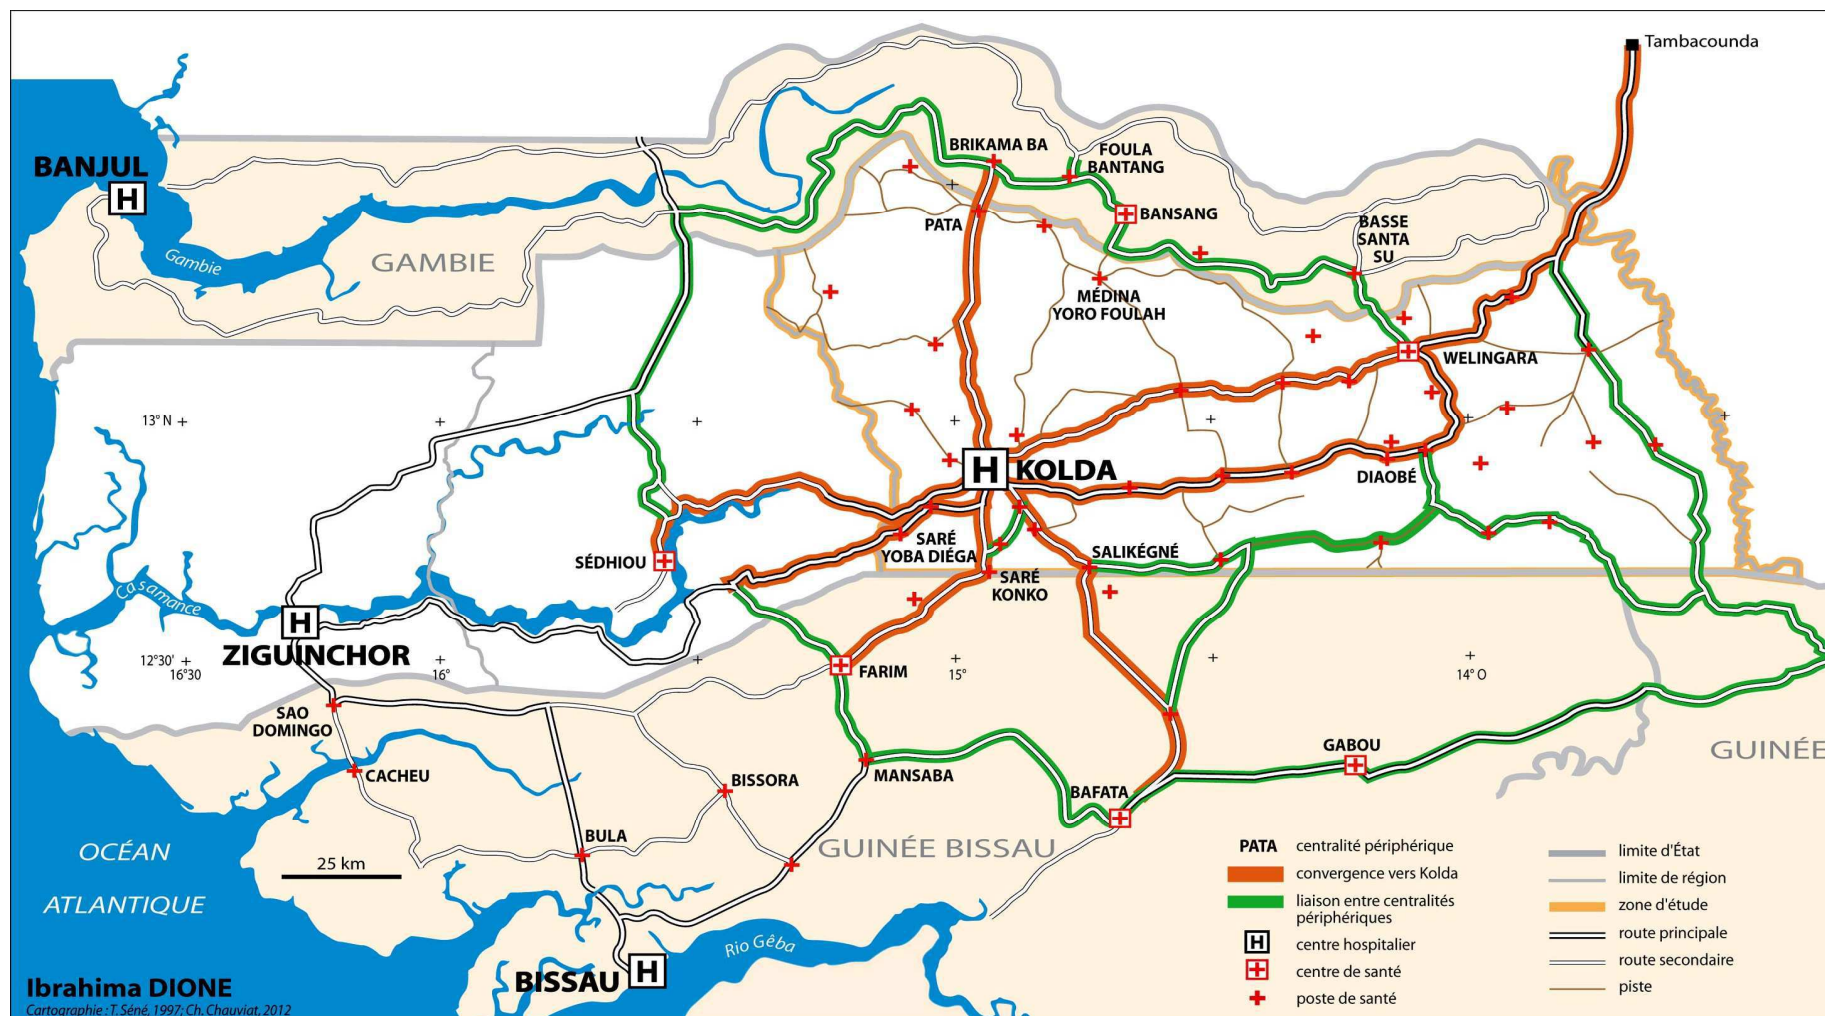 Tambacounda
BRIKAMA BA
FOULA
BANTANG
BANJUL
H
BANSANG
PATA
BASSE
SANTA
SU
Gambie
GAMBIE
MÉDINA
YORO FOULAH
WELINGARA
13° N
H
KOLDA
DIAOBÉ
SARÉ
YOBA DIÉGA
SALIKÉGNÉ
SÉDHIOU
SARÉ
KONKO
Casamance
H
ZIGUINCHOR
12°30'
16°30
16°
15°
14° O
FARIM
SAO
DOMINGO
GABOU
GUINÉE
CACHEU
BISSORA
MANSABA
BAFATA
BULA
GUINÉE BISSAU
OCÉAN
ATLANTIQUE
25 km
Rio Gêba
BISSAU
H
Ibrahima DIONE
Cartographie : T. Séné, 1997; Ch. Chauviat, 2012
PATA centralité périphérique
convergence vers Kolda
liaison entre centralités
périphériques
H centre hospitalier
centre de santé
poste de santé
limite d'État
limite de région
zone d'étude
route principale
route secondaire
piste